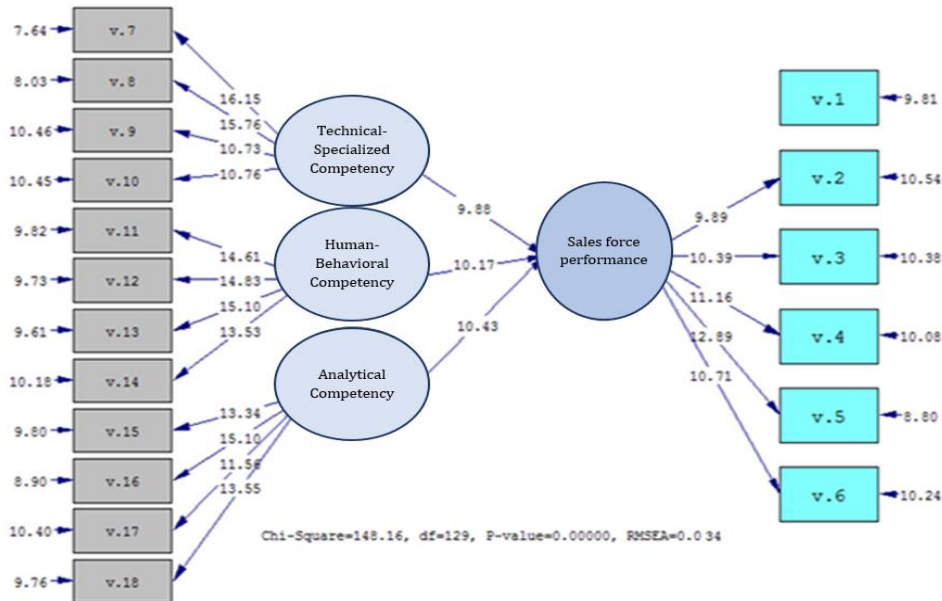 7.64 v.7
8.03 v.8
10.46 v.9
10.45 v.10
9.82 v.11
9.73 v.12
9.61 v.13
10.18 v.14
9.80 v.15
8.90 v.16
10.40 v.17
9.76 v.18
16.15
15.76
10.73
10.76
14.61
14.83
15.10
13.53
13.34
15.10
11.56
13.55
Technical-
Specialized
Competency
Human-
Behavioral
Competency
Analytical
Competency
9.88
10.17
10.43
Sales force
performance
9.89
10.39
11.16
12.89
10.71
v.1 9.81
v.2 10.54
v.3 10.38
v.4 10.08
v.5 8.80
v.6 10.24
Chi-Square=148.16, df=129, P-value=0.00000, RMSEA=0.034